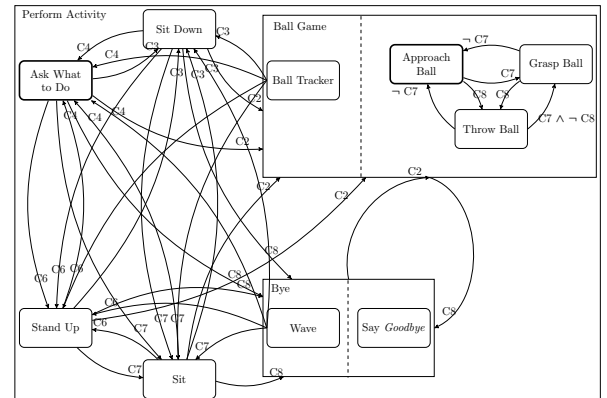 Perform Activity
Sit Down
Ball Game
C3
C4
C3
C4
Approach
Ball
¬ C7
Grasp Ball
Ask What
to Do
Ball Tracker
C3
C3
C3
C7
C8
C8
¬ C7
C2
C4
C4
C4
C7 ∧ ¬ C8
Throw Ball
C2
C2
C2
C2
C8
C6
C6
C6
C8
C8
Bye
C6
C6
C8
Stand Up
C7
C7
C7
Wave
Say Goodbye
C7
C7
Sit
C8